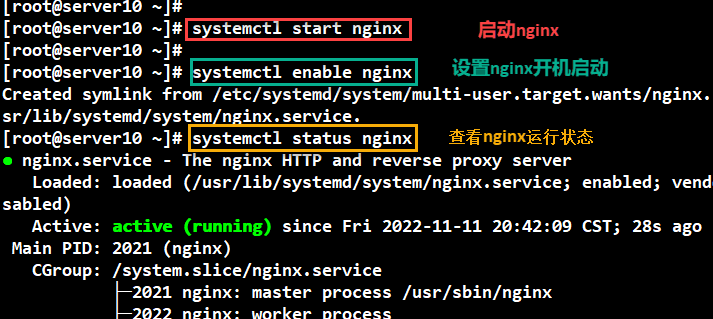 [root@server10 ~]#
[root@server10 ~]# systemctl start nginx 启动nginx
[root@server10 ~]#
[root@server10 ~]# systemctl enable nginx 设置nginx开机启动
Created symlink from /etc/systemd/system/multi-user.target.wants/nginx.
sr/lib/systemd/system/nginx.service.
[root@server10 ~]# systemctl status nginx 查看nginx运行状态
● nginx.service - The nginx HTTP and reverse proxy server
Loaded: loaded (/usr/lib/systemd/system/nginx.service; enabled; vend
sabled)
Active: active (running) since Fri 2022-11-11 20:42:09 CST; 28s ago
Main PID: 2021 (nginx)
CGroup: /system.slice/nginx.service
├─2021 nginx: master process /usr/sbin/nginx
├─2022 nginx: worker process